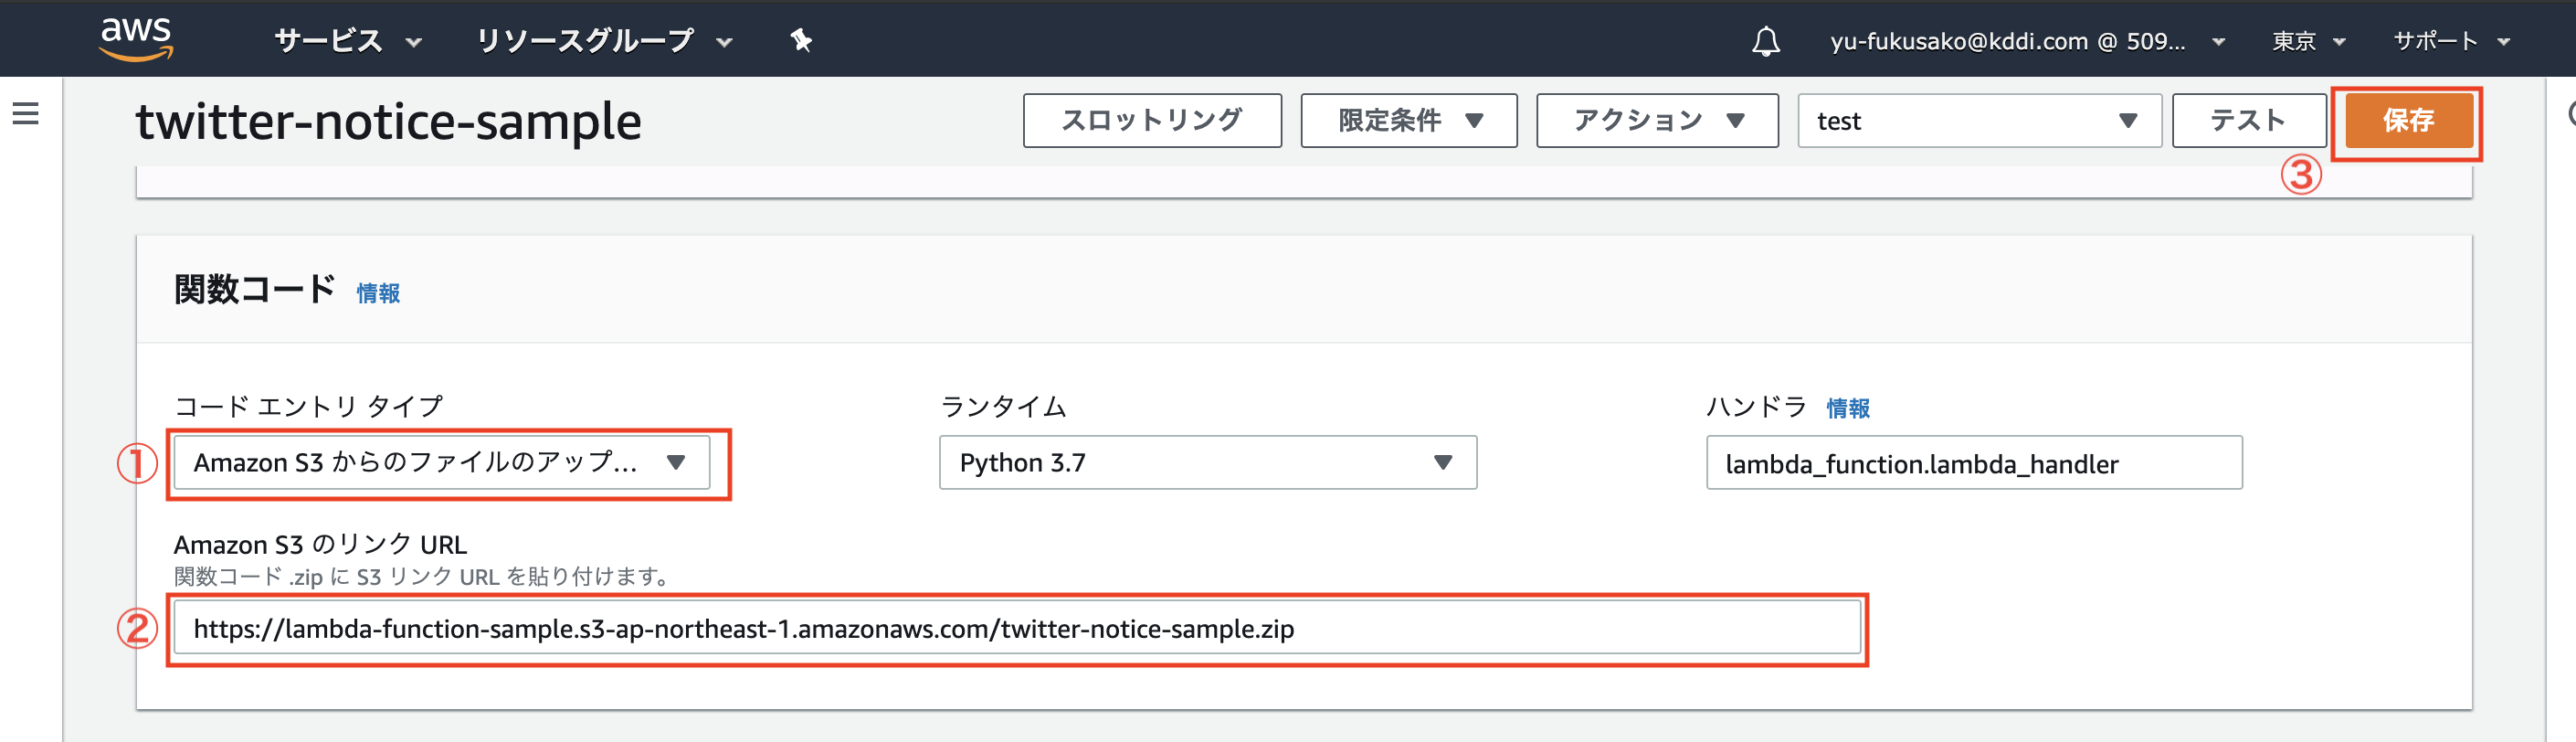 aws サービス リソースグループ yu-fukusako@kddi.com @ 509... 東京 サポート
twitter-notice-sample スロットリング 限定条件 アクション test テスト 保存
③
関数コード 情報
コード エントリ タイプ ランタイム ハンドラ 情報
① Amazon S3 からのファイルのアップ... Python 3.7 lambda_function.lambda_handler
Amazon S3 のリンク URL
関数コード .zip に S3 リンク URL を貼り付けます。
② https://lambda-function-sample.s3-ap-northeast-1.amazonaws.com/twitter-notice-sample.zip